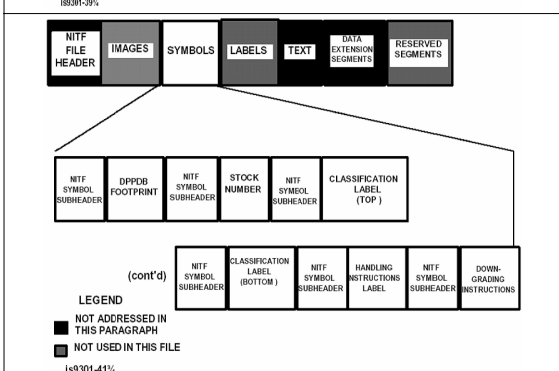 is9301-39%
NITF
FILE
HEADER
IMAGES
SYMBOLS
LABELS
TEXT
DATA
EXTENSION
SEGMENTS
RESERVED
SEGMENTS
NITF
SYMBOL
SUBHEADER
DPPDB
FOOTPRINT
NITF
SYMBOL
SUBHEADER
STOCK
NUMBER
NITF
SYMBOL
SUBHEADER
CLASSIFICATION
LABEL
(TOP )
(cont'd)
NITF
SYMBOL
SUBHEADER
CLASSIFICATION
LABEL
(BOTTOM )
NITF
SYMBOL
SUBHEADER
HANDLING
INSTRUCTIONS
LABEL
NITF
SYMBOL
SUBHEADER
DOWN-
GRADING
INSTRUCTIONS
LEGEND
NOT ADDRESSED IN
THIS PARAGRAPH
NOT USED IN THIS FILE
is9301-41%